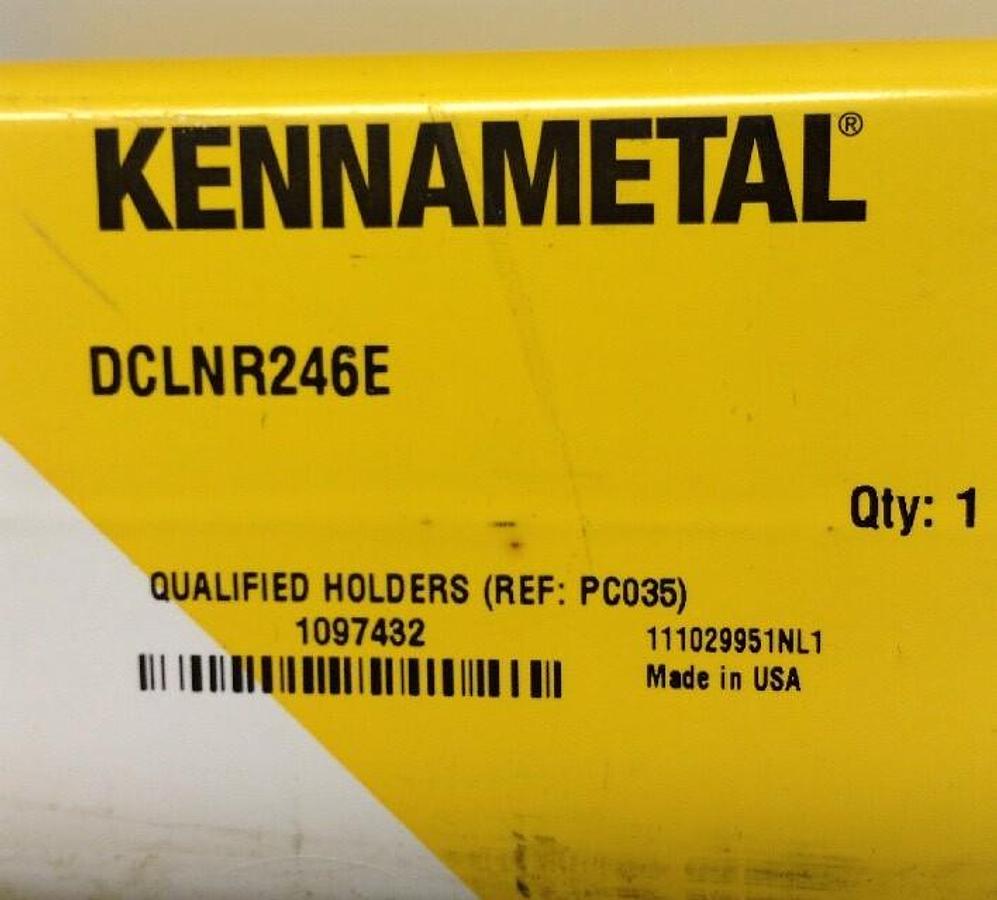 KENNAMETAL®
DCLNR246E
Qty: 1
QUALIFIED HOLDERS (REF: PC035)
1097432
111029951NL1
Made in USA